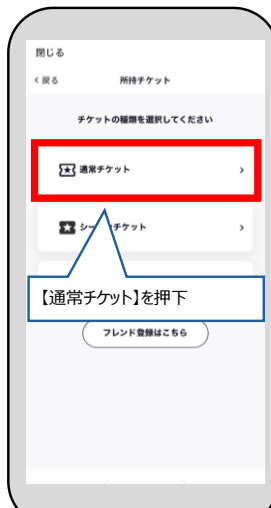 閉じる
< 戻る 所持チケット
チケットの種類を選択してください
通常チケット >
チケット >
【通常チケット】を押下
フレンド登録はこちら